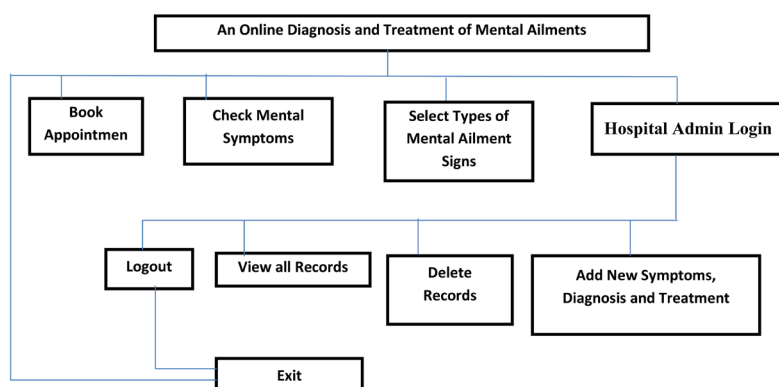 An Online Diagnosis and Treatment of Mental Ailments
Book
Appointmen
Check Mental
Symptoms
Select Types of
Mental Ailment
Signs
Hospital Admin Login
Logout
View all Records
Delete
Records
Add New Symptoms,
Diagnosis and Treatment
Exit